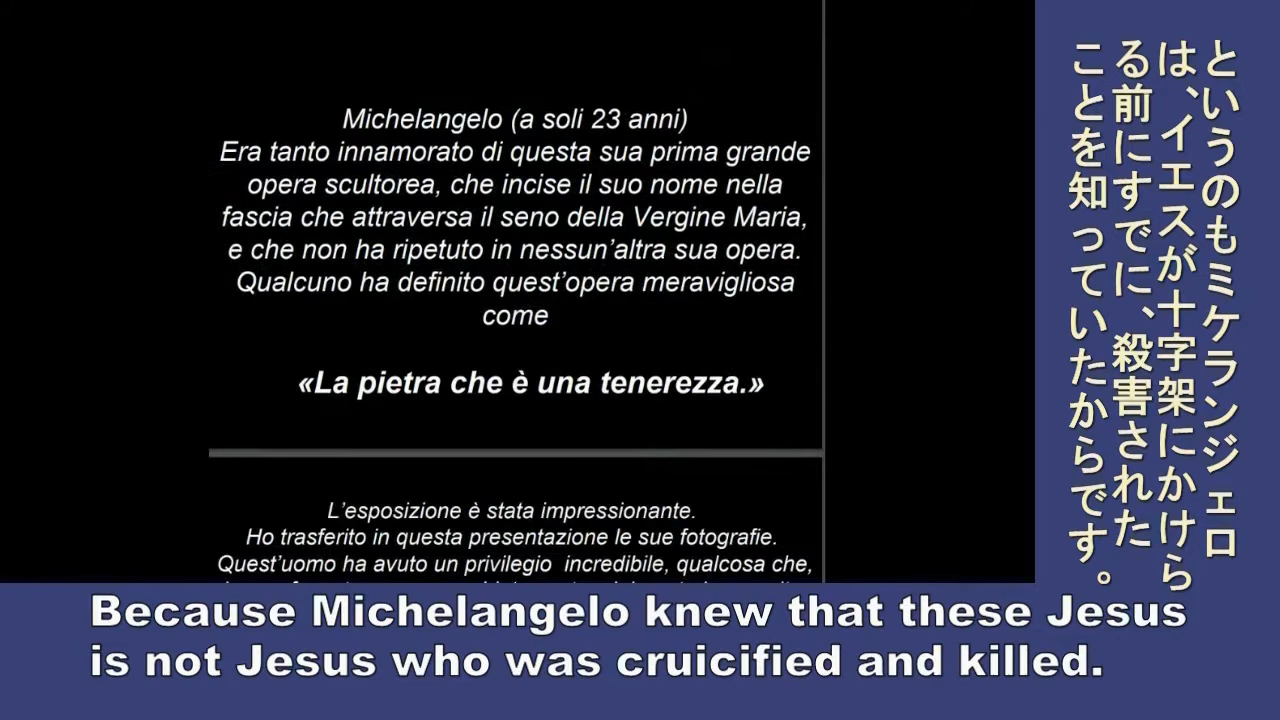 Michelangelo (a soli 23 anni)
Era tanto innamorato di questa sua prima grande
opera scultorea, che incise il suo nome nella
fascia che attraversa il seno della Vergine Maria,
e che non ha ripetuto in nessun’altra sua opera.
Qualcuno ha definito quest’opera meravigliosa
come
«La pietra che è una tenerezza.»
L’esposizione è stata impressionante.
Ho trasferito in questa presentazione le sue fotografie.
Quest’uomo ha avuto un privilegio  incredibile, qualcosa che,
というのもミケランジェロ
は、イエスが十字架にかけら
る前にすでに、殺害された
ことを知っていたからです。
Because Michelangelo knew that these Jesus
is not Jesus who was cruicified and killed.